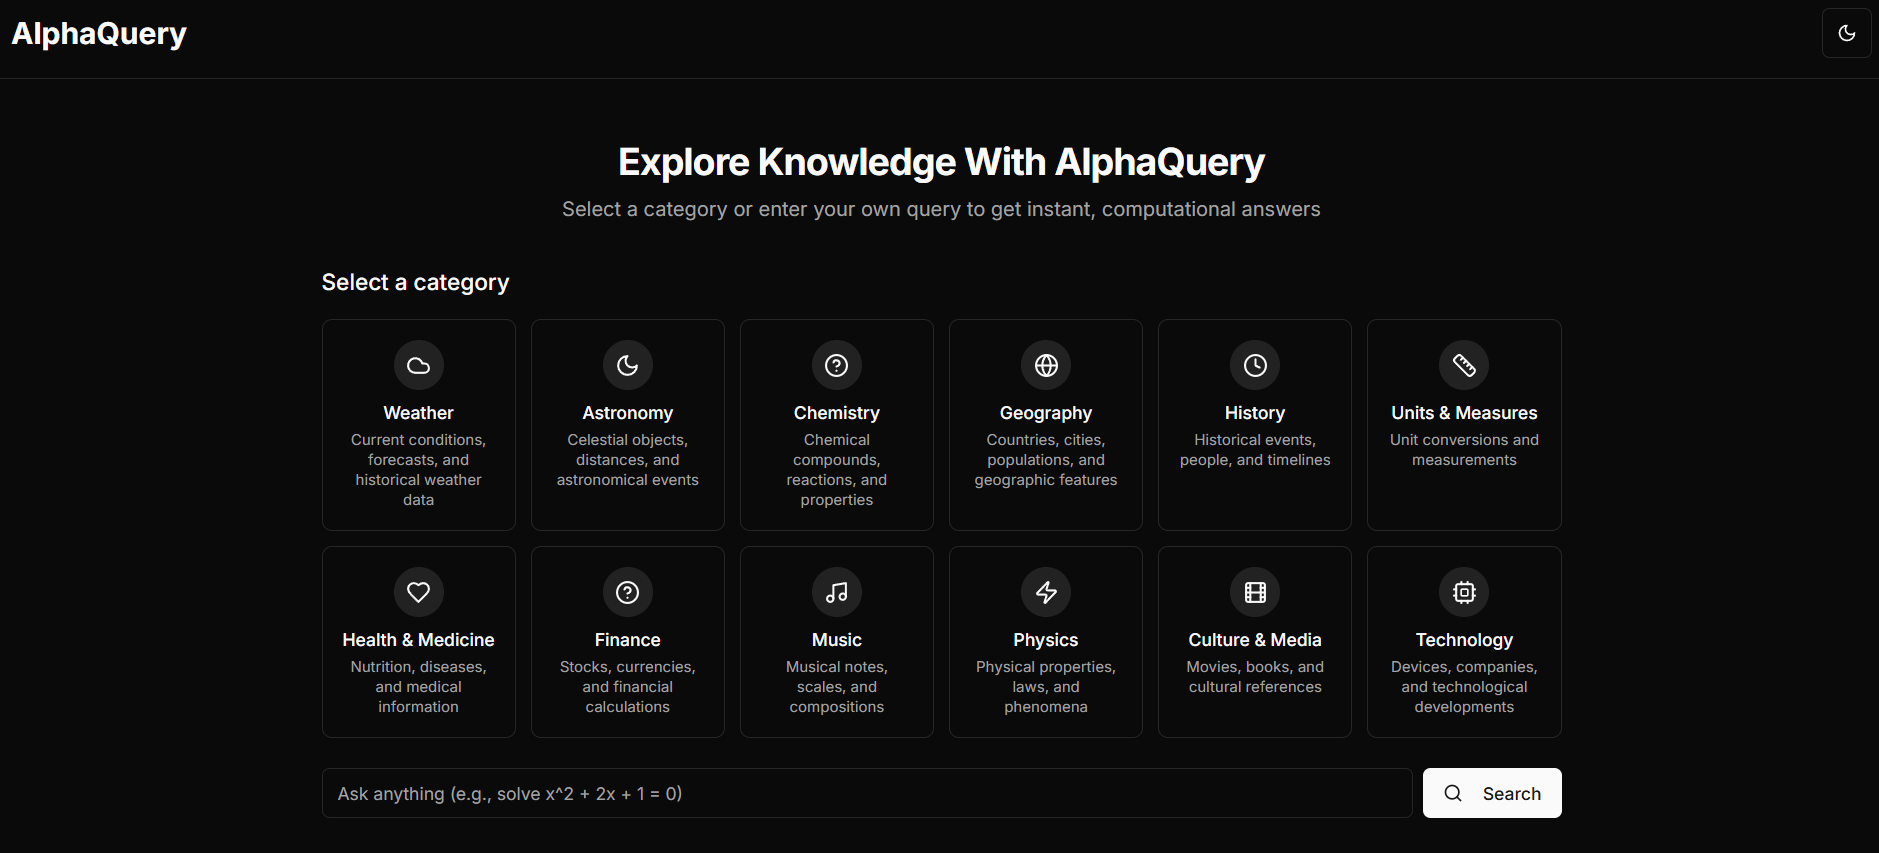 AlphaQuery
Explore Knowledge With AlphaQuery
Select a category or enter your own query to get instant, computational answers
Select a category
Weather
Current conditions,
forecasts, and
historical weather
data
Astronomy
Celestial objects,
distances, and
astronomical events
Chemistry
Chemical
compounds,
reactions, and
properties
Geography
Countries, cities,
populations, and
geographic features
History
Historical events,
people, and timelines
Units & Measures
Unit conversions and
measurements
Health & Medicine
Nutrition, diseases,
and medical
information
Finance
Stocks, currencies,
and financial
calculations
Music
Musical notes,
scales, and
compositions
Physics
Physical properties,
laws, and
phenomena
Culture & Media
Movies, books, and
cultural references
Technology
Devices, companies,
and technological
developments
Ask anything (e.g., solve x^2 + 2x + 1 = 0)
Search